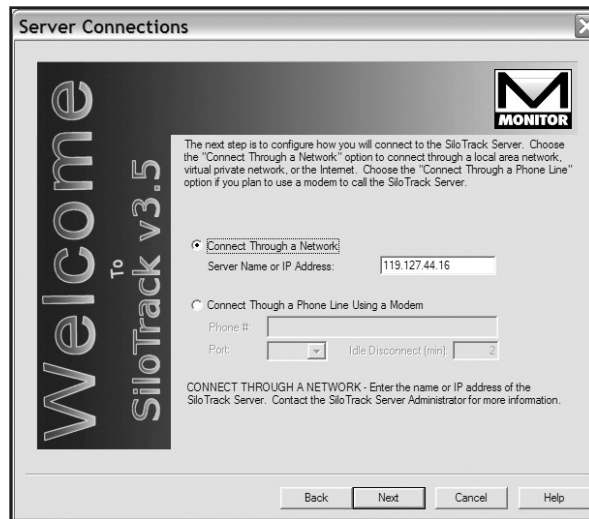 Server Connections
Welcome
To
SiloTrack v3.5
M
MONITOR
The next step is to configure how you will connect to the SiloTrack Server. Choose
the "Connect Through a Network" option to connect through a local area network,
virtual private network, or the Internet. Choose the "Connect Through a Phone Line"
option if you plan to use a modem to call the SiloTrack Server.
Connect Through a Network
Server Name or IP Address: 119.127.44.16
Connect Though a Phone Line Using a Modem
Phone #:
Port: Idle Disconnect (min): 2
CONNECT THROUGH A NETWORK - Enter the name or IP address of the
SiloTrack Server. Contact the SiloTrack Server Administrator for more information.
Back Next Cancel Help